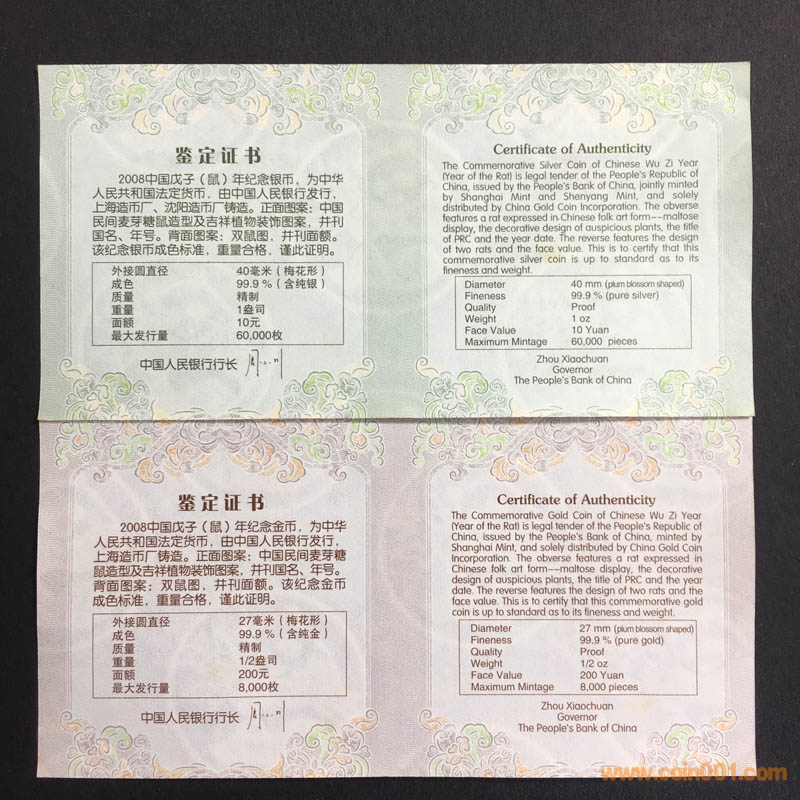 鉴定证书
2008中国戊子（鼠）年纪念银币，为中华
人民共和国法定货币，由中国人民银行发行，
上海造币厂、沈阳造币厂铸造。正面图案：中国
民间麦芽糖鼠造型及吉祥植物装饰图案，并刊
国名、年号。背面图案：双鼠图，并刊面额。
该纪念银币成色标准，重量合格，谨此证明。
外接圆直径 40毫米（梅花形）
成色 99.9％（含纯银）
质量 精制
重量 1盎司
面额 10元
最大发行量 60,000枚
中国人民银行行长
Certificate of Authenticity
The Commemorative Silver Coin of Chinese Wu Zi Year
(Year of the Rat) is legal tender of the People's Republic of
China, issued by the People's Bank of China, jointly minted
by Shanghai Mint and Shenyang Mint, and solely
distributed by China Gold Coin Incorporation. The obverse
features a rat expressed in Chinese folk art form--maltose
display, the decorative design of auspicious plants, the title
of PRC and the year date. The reverse features the design
of two rats and the face value. This is to certify that this
commemorative silver coin is up to standard as to its
fineness and weight.
Diameter 40 mm (plum blossom shaped)
Fineness 99.9 % (pure silver)
Quality Proof
Weight 1 oz
Face Value 10 Yuan
Maximum Mintage 60,000 pieces
Zhou Xiaochuan
Governor
The People's Bank of China
鉴定证书
2008中国戊子（鼠）年纪念金币，为中华
人民共和国法定货币，由中国人民银行发行，
上海造币厂铸造。正面图案：中国民间麦芽糖
鼠造型及吉祥植物装饰图案，并刊国名、年号。
背面图案：双鼠图，并刊面额。该纪念金币
成色标准，重量合格，谨此证明。
外接圆直径 27毫米（梅花形）
成色 99.9％（含纯金）
质量 精制
重量 1/2盎司
面额 200元
最大发行量 8,000枚
中国人民银行行长
Certificate of Authenticity
The Commemorative Gold Coin of Chinese Wu Zi Year
(Year of the Rat) is legal tender of the People's Republic of
China, issued by the People's Bank of China, minted by
Shanghai Mint, and solely distributed by China Gold Coin
Incorporation. The obverse features a rat expressed in
Chinese folk art form--maltose display, the decorative
design of auspicious plants, the title of PRC and the year
date. The reverse features the design of two rats and the
face value. This is to certify that this commemorative gold
coin is up to standard as to its fineness and weight.
Diameter 27 mm (plum blossom shaped)
Fineness 99.9 % (pure gold)
Quality Proof
Weight 1/2 oz
Face Value 200 Yuan
Maximum Mintage 8,000 pieces
Zhou Xiaochuan
Governor
The People's Bank of China
www.coin001.com